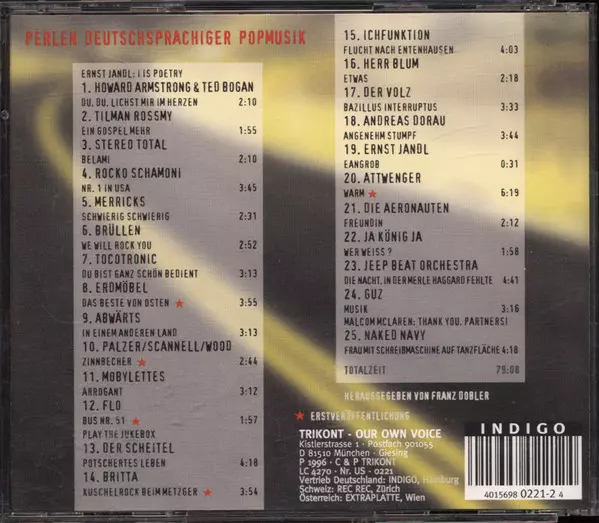 PERLEN DEUTSCHSPRACHIGER POPMUSIK
ERNST JANDL: I IS POETRY
1. HOWARD ARMSTRONG & TED BOGAN
DU, DU, LICHST MIR IM HERZEN 2:10
2. TILMAN ROSSMY
EIN GOSPEL MEHR 1:55
3. STEREO TOTAL
BELAMI 2:10
4. ROCKO SCHAMONI
NR. 1 IN USA 3:45
5. MERRICKS
SCHWIERIG SCHWIERIG 2:31
6. BRÜLLEN
WE WILL ROCK YOU 2:52
7. TOCOTRONIC
DU BIST GANZ SCHÖN BEDIENT 3:13
8. ERDMÖBEL
DAS BESTE VON OSTEN ★ 3:55
9. ABWÄRTS
IN EINEM ANDEREN LAND 3:13
10. PALZER/SCANNELL/WOOD
ZINNBECHER ★ 2:44
11. MOBYLETTES
ARROGANT 3:12
12. FLO
BUS NR. 51 ★ 1:57
PLAY THE JUKEBOX
13. DER SCHEITEL
POTSCHERTES LEBEN 4:18
14. BRITTA
KUSCHELROCK BEIM METZGER ★ 3:54
15. ICHFUNKTION
FLUCHT NACH ENTENHAUSEN 4:03
16. HERR BLUM
ETWAS 2:18
17. DER VOLZ
BAZILLUS INTERRUPTUS 3:33
18. ANDREAS DORAU
ANGENEHM STUMPF 3:44
19. ERNST JANDL
EANGROB 0:31
20. ATTWENGER
WARM ★ 6:19
21. DIE AERONAUTEN
FREUNDIN 2:12
22. JA KÖNIG JA
WER WEISS ? 1:58
23. JEEP BEAT ORCHESTRA
DIE NACHT, IN DER MERLE HAGGARD FEHLTE 4:41
24. GUZ
MUSIK 3:16
MALCOM MCLAREN: THANK YOU, PARTNERS!
25. NAKED NAVY
FRAU MIT SCHREIBMASCHINE AUF TANZFLÄCHE 4:18
TOTALZEIT 79:08
HERAUSGEGEBEN VON FRANZ DOBLER
★ ERSTVERÖFFENTLICHUNG
TRIKONT - OUR OWN VOICE
Kistlerstrasse 1 - Postfach 901055
D 81510 München - Giesing
P 1996 C & P TRIKONT
LC 4270 - Nr. US - 0221
Vertrieb Deutschland: INDIGO, Hamburg
Schweiz: REC REC, Zürich
Österreich: EXTRAPLATTE, Wien
INDIGO
4015698 0221-2 4